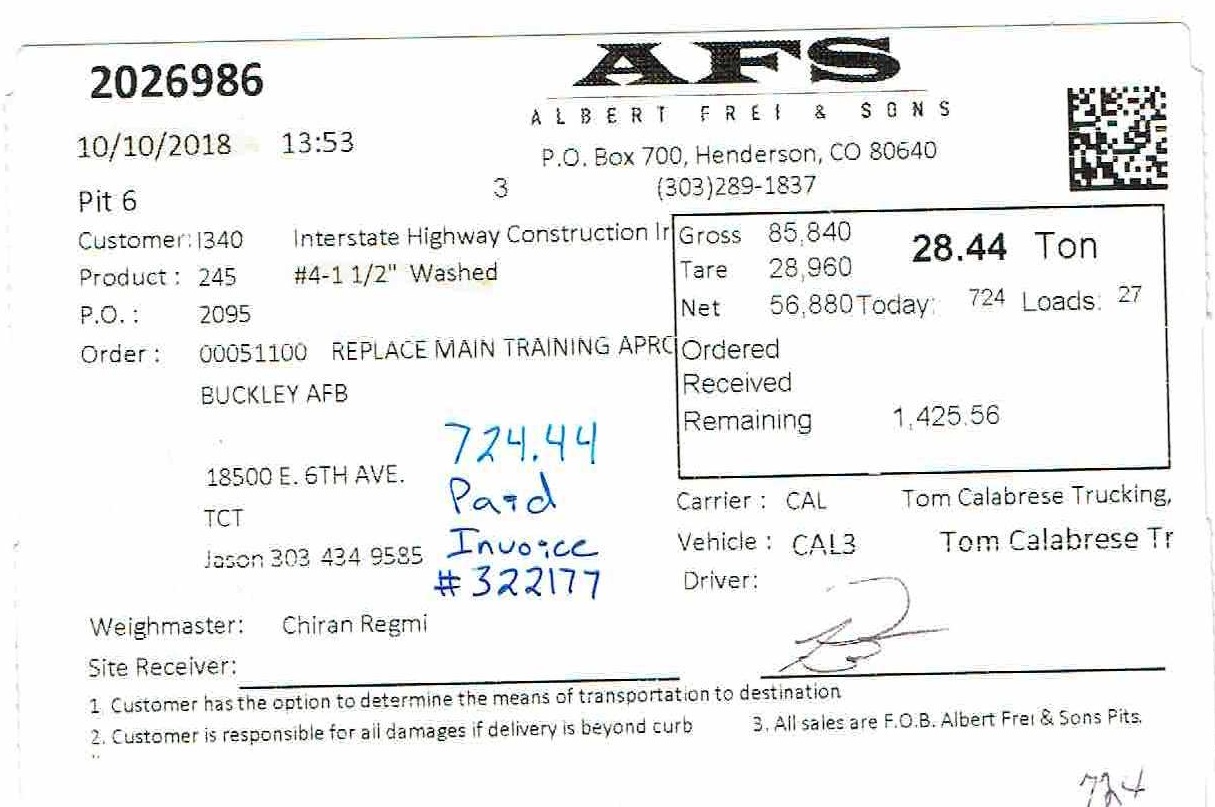 2026986
AFS
ALBERT FREI & SONS
10/10/2018 13:53
P.O. Box 700, Henderson, CO 80640
3 (303)289-1837
Pit 6
Customer: I340 Interstate Highway Construction Ir
Product : 245 #4-1 1/2" Washed
P.O. : 2095
Order : 00051100 REPLACE MAIN TRAINING APRC
BUCKLEY AFB
18500 E. 6TH AVE.
TCT
Jason 303 434 9585
Gross 85,840 28.44 Ton
Tare 28,960
Net 56,880 Today: 724 Loads: 27
Ordered
Received
Remaining 1,425.56
724.44
Paid
Invoice
#322177
Carrier : CAL Tom Calabrese Trucking,
Vehicle : CAL3 Tom Calabrese Tr
Driver:
Weighmaster: Chiran Regmi
Site Receiver:
1 Customer has the option to determine the means of transportation to destination
2. Customer is responsible for all damages if delivery is beyond curb 3. All sales are F.O.B. Albert Frei & Sons Pits.
724